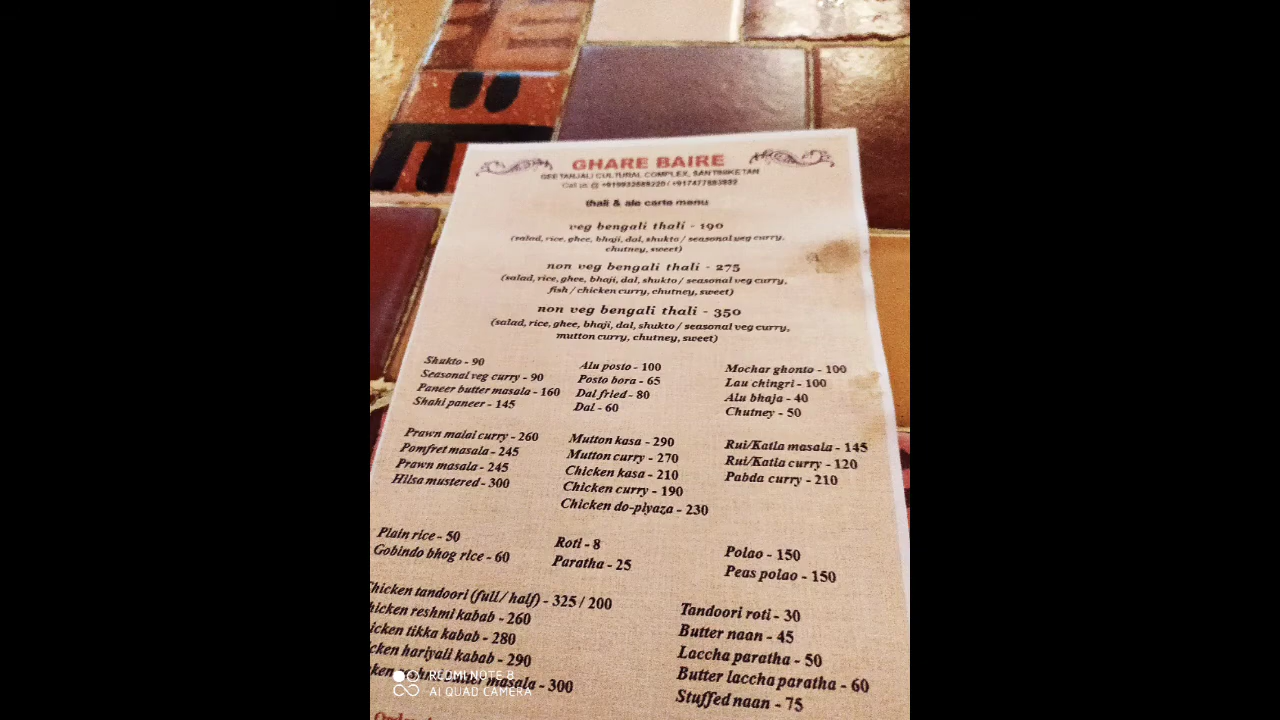 GHARE BAIRE
GEETANJALI CULTURAL COMPLEX, SANTINIKETAN
Call us @
thali & ale carte menu
veg bengali thali - 190
(salad, rice, ghee, bhaji, dal, shukto / seasonal veg curry,
chutney, sweet)
non veg bengali thali - 275
(salad, rice, ghee, bhaji, dal, shukto / seasonal veg curry,
fish / chicken curry, chutney, sweet)
non veg bengali thali - 350
(salad, rice, ghee, bhaji, dal, shukto / seasonal veg curry,
mutton curry, chutney, sweet)
Shukto - 90
Seasonal veg curry - 90
Paneer butter masala - 160
Shahi paneer - 145
Alu posto - 100
Posto bora - 65
Dal fried - 80
Dal - 60
Mochar ghonto - 100
Lau chingri - 100
Alu bhaja - 40
Chutney - 50
Prawn malai curry - 260
Pomfret masala - 245
Prawn masala - 245
Hilsa mustered - 300
Mutton kasa - 290
Mutton curry - 270
Chicken kasa - 210
Chicken curry - 190
Chicken do-piyaza - 230
Rui/Katla masala - 145
Rui/Katla curry - 120
Pabda curry - 210
Plain rice - 50
Gobindo bhog rice - 60
Roti - 8
Paratha - 25
Polao - 150
Peas polao - 150
Chicken tandoori (full/ half) - 325 / 200
hicken reshmi kabab - 260
icken tikka kabab - 280
cken hariyali kabab - 290
butter masala - 300
Tandoori roti - 30
Butter naan - 45
Laccha paratha - 50
Butter laccha paratha - 60
Stuffed naan - 75
REDMI NOTE 8
AI QUAD CAMERA